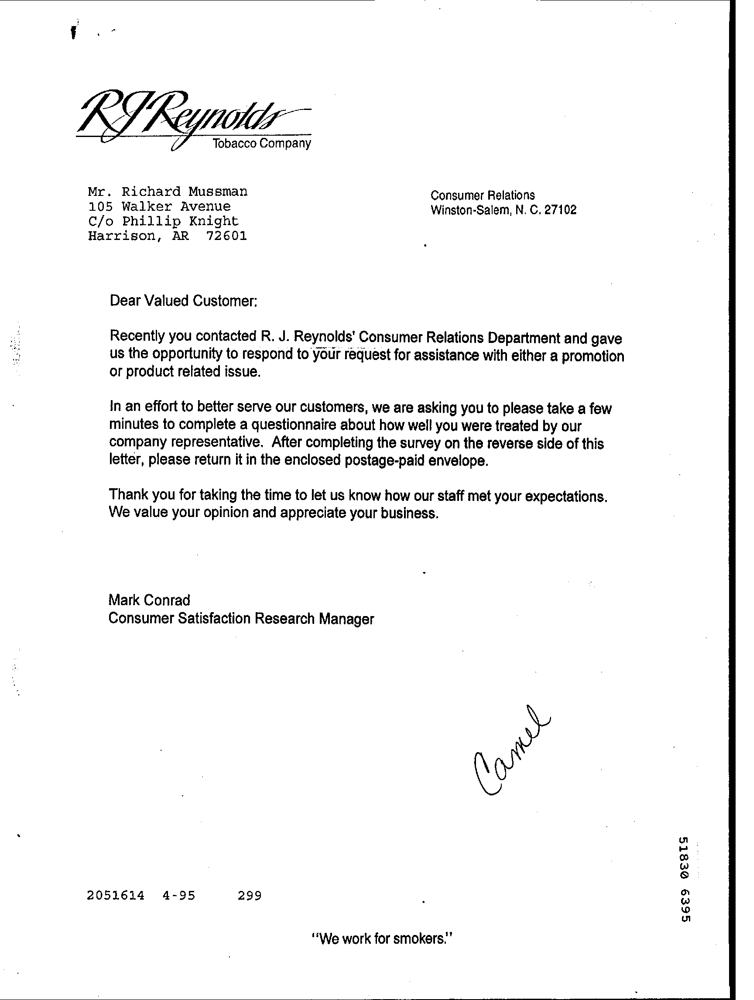 RJReynolds
Tobacco Company
Mr. Richard Mussman
105 Walker Avenue
C/o Phillip Knight
Harrison, AR 72601
Consumer Relations
Winston-Salem, N. C. 27102
Dear Valued Customer:
Recently you contacted R. J. Reynolds' Consumer Relations Department and gave
us the opportunity to respond to your request for assistance with either a promotion
or product related issue.
In an effort to better serve our customers, we are asking you to please take a few
minutes to complete a questionnaire about how well you were treated by our
company representative. After completing the survey on the reverse side of this
letter, please return it in the enclosed postage-paid envelope.
Thank you for taking the time to let us know how our staff met your expectations.
We value your opinion and appreciate your business.
Mark Conrad
Consumer Satisfaction Research Manager
Camel
51830 6395
2051614 4-95 299
"We work for smokers."